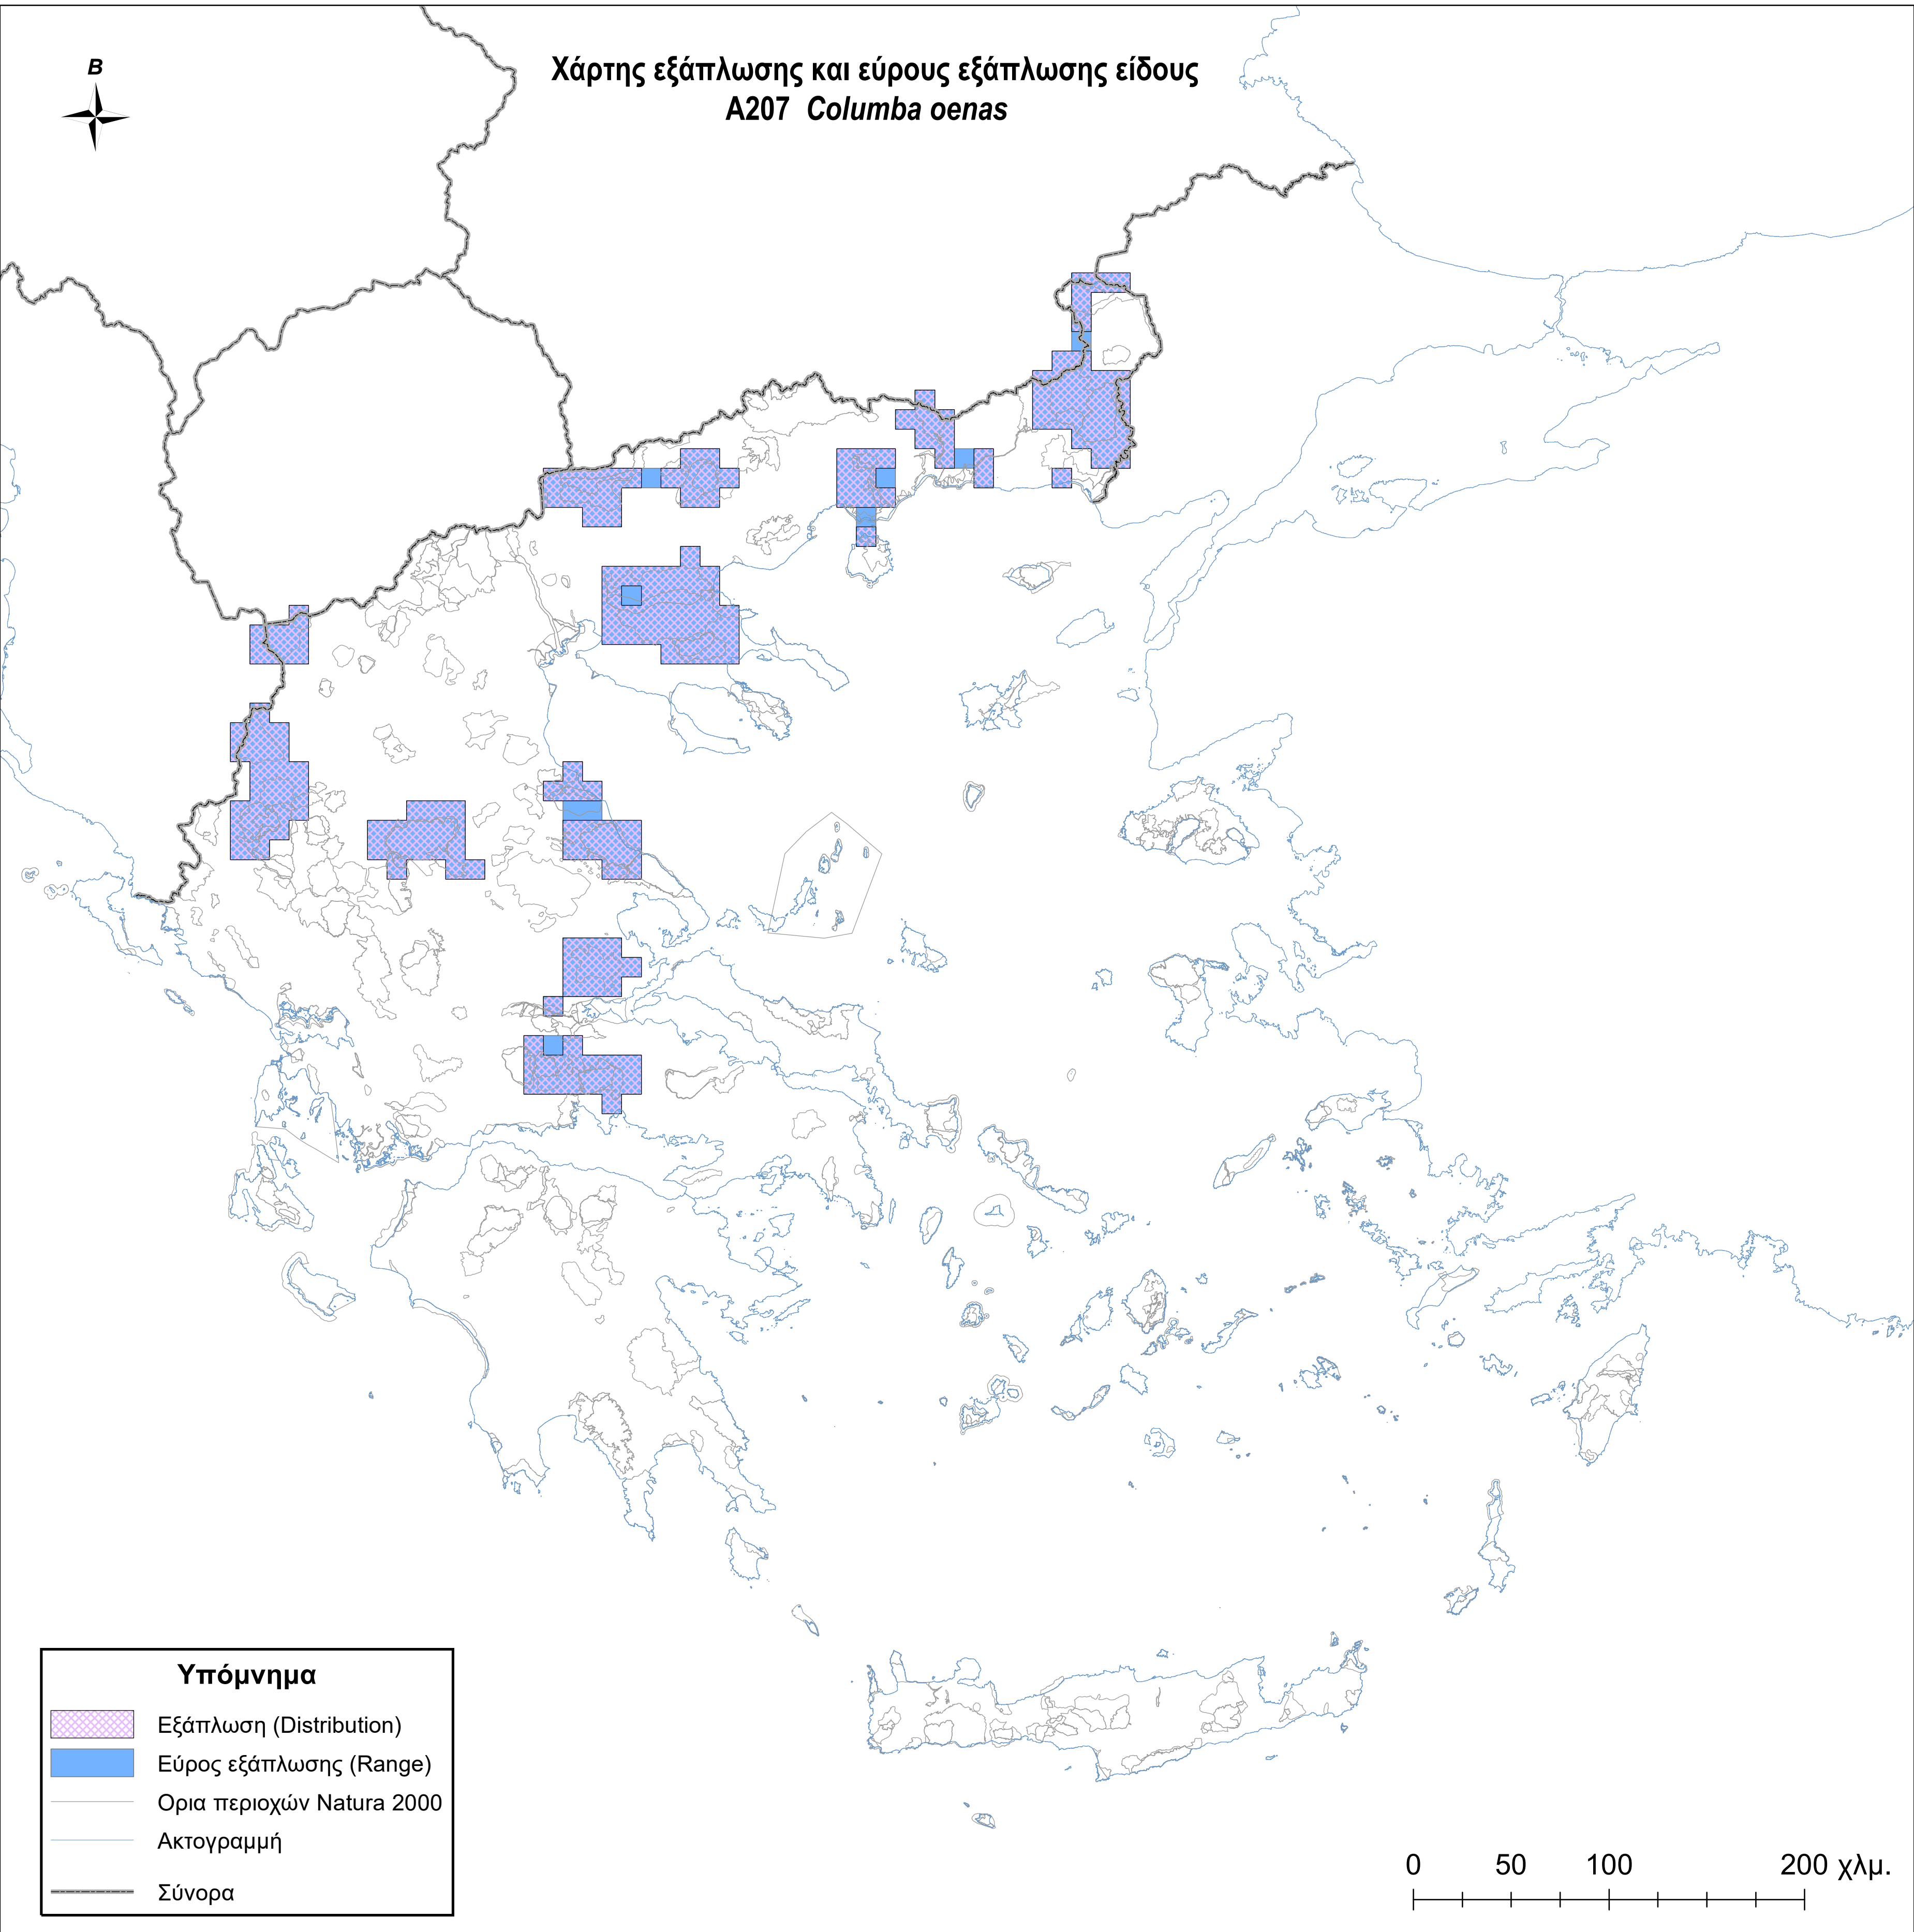 Χάρτης εξάπλωσης και εύρους εξάπλωσης είδους
A207 Columba oenas
B
Υπόμνημα
Εξάπλωση (Distribution)
Εύρος εξάπλωσης (Range)
Ορια περιοχών Natura 2000
Ακτογραμμή
Σύνορα
0 50 100 200 χλμ.